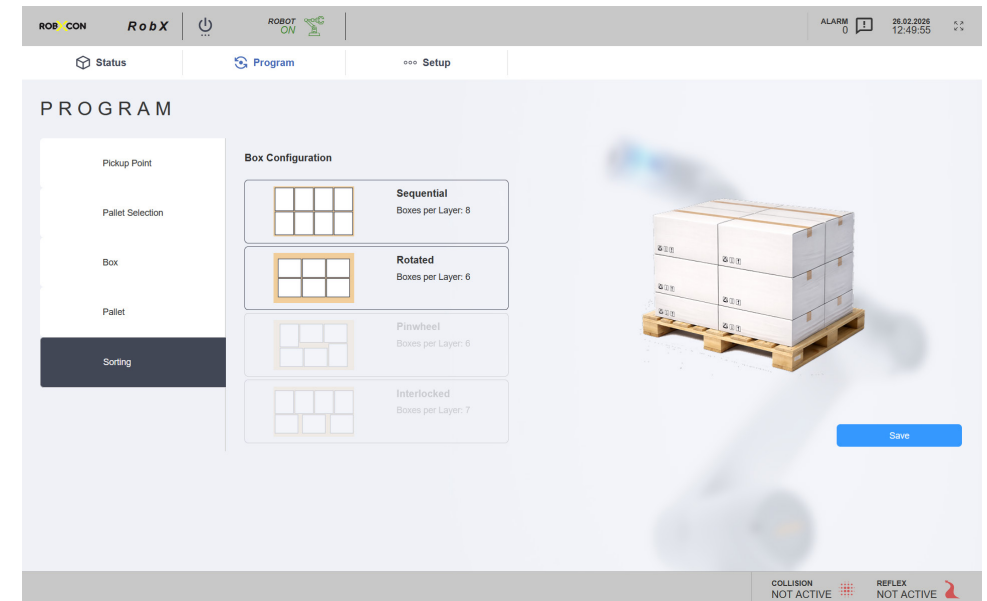 ROBXCON RobX ROBOT ON ALARM 0 26.02.2026 12:49:55
Status Program Setup
PROGRAM
Pickup Point
Pallet Selection
Box
Pallet
Sorting
Box Configuration
Sequential
Boxes per Layer: 8
Rotated
Boxes per Layer: 6
Pinwheel
Boxes per Layer: 6
Interlocked
Boxes per Layer: 7
Save
COLLISION
NOT ACTIVE
REFLEX
NOT ACTIVE